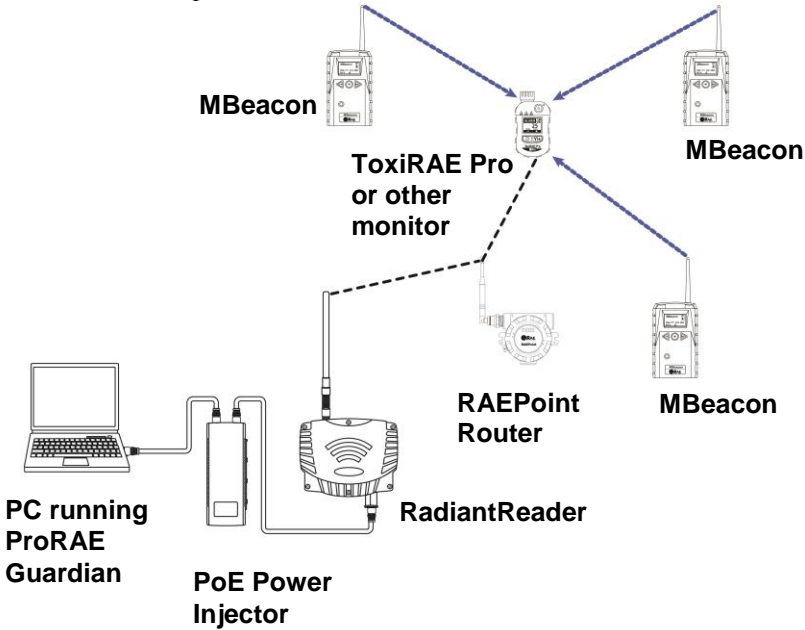 MBeacon
MBeacon
ToxiRAE Pro
or other
monitor
RAEPoint
Router
MBeacon
PC running
ProRAE
Guardian
PoE Power
Injector
RadiantReader